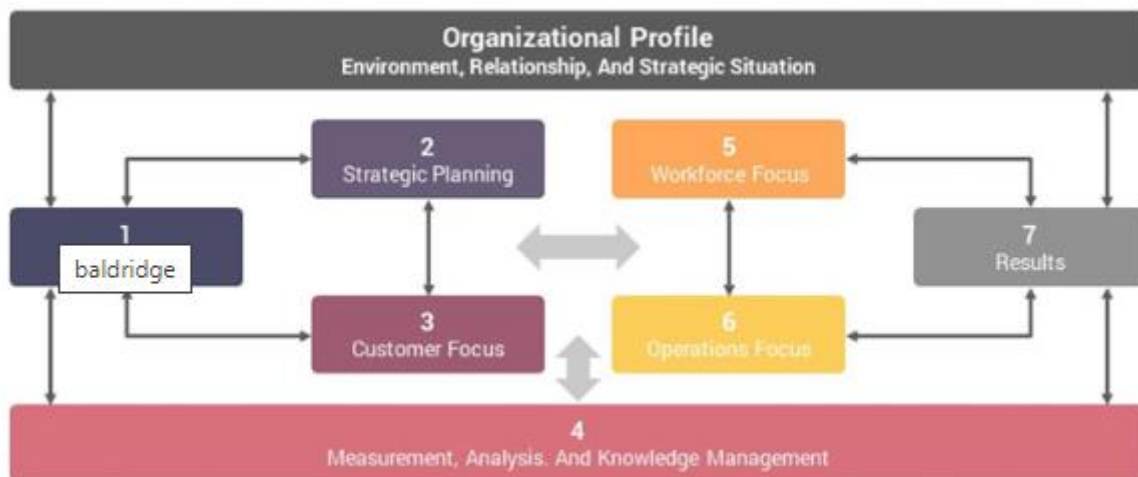 Organizational Profile
Environment, Relationship, And Strategic Situation
2
Strategic Planning
5
Workforce Focus
1
baldridge
7
Results
3
Customer Focus
6
Operations Focus
4
Measurement, Analysis. And Knowledge Management